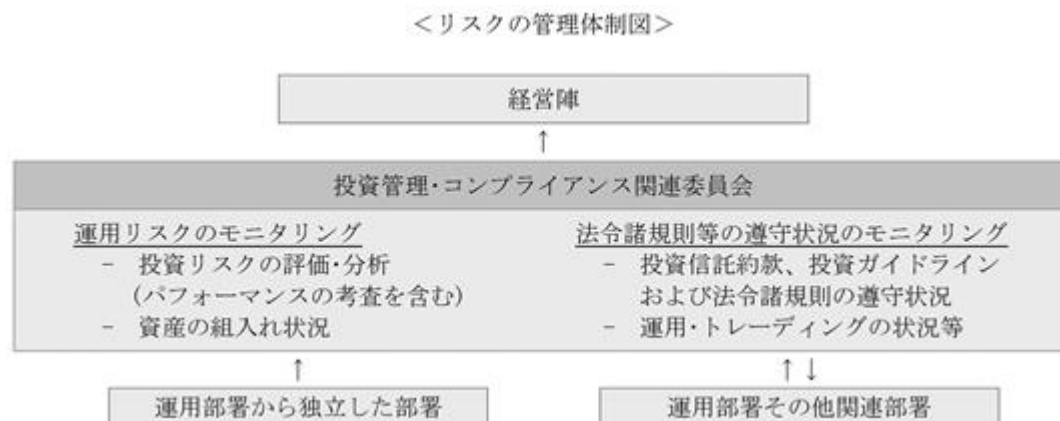 ＜リスクの管理体制図＞
経営陣
↑
投資管理・コンプライアンス関連委員会
運用リスクのモニタリング
－ 投資リスクの評価・分析
（パフォーマンスの考査を含む）
－ 資産の組入れ状況
法令諸規則等の遵守状況のモニタリング
－ 投資信託約款、投資ガイドライン
および法令諸規則の遵守状況
－ 運用・トレーディングの状況等
↑
↑↓
運用部署から独立した部署
運用部署その他関連部署